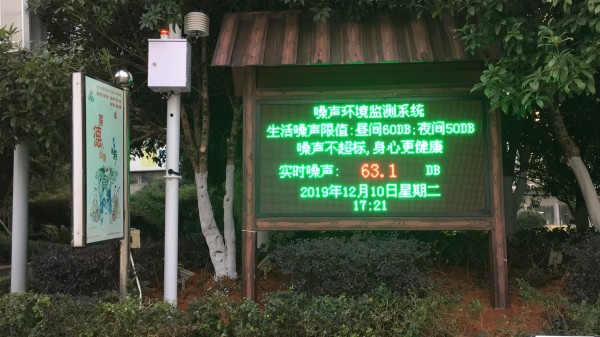 噪声环境监测系统
生活噪声限值:昼间60DB;夜间50DB
噪声不超标,身心更健康
实时噪声: 63.1 DB
2019年12月10日星期二
17:21
德